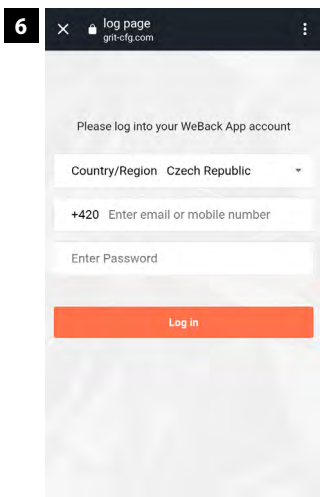 6
log page
grit-cfg.com
Please log into your WeBack App account
Country/Region Czech Republic
+420 Enter email or mobile number
Enter Password
Log in